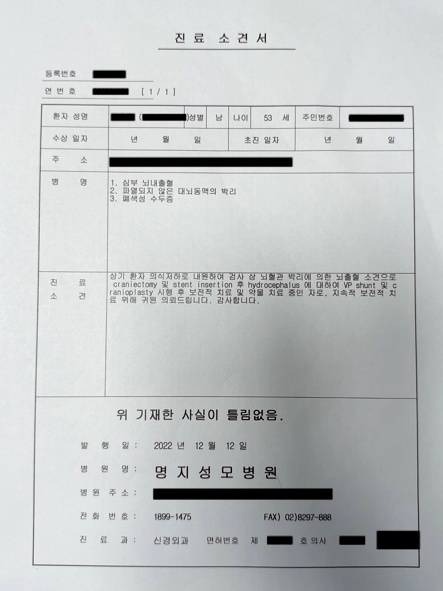 진 료 소 견 서
등록번호
연 번 호 [ 1 / 1 ]
환자 성명 ( ) 성별 남 나이 53 세 주민번호
수상 일자 년 월 일 초진 일자 년 월 일
주 소
병 명
1. 심부 뇌내출혈
2. 파열되지 않은 대뇌동맥의 박리
3. 폐색성 수두증
진 료
소 견
상기 환자 의식저하로 내원하여 검사 상 뇌혈관 박리에 의한 뇌출혈 소견으로
craniectomy 및 stent insertion 후 hydrocephalus 에 대하여 VP shunt 및 c
ranioplasty 시행 후 보전적 치료 및 약물 치료 중인 자로, 지속적 보전적 치
료 위해 귀원 의뢰드립니다. 감사합니다.
위 기재한 사실이 틀림없음.
발 행 일 : 2022 년 12 월 12 일
병 원 명 : 명 지 성 모 병 원
병원 주소 :
전화 번호 : 1899-1475 FAX) 02)8297-888
진 료 과 : 신경외과 면허번호 제 호 의사